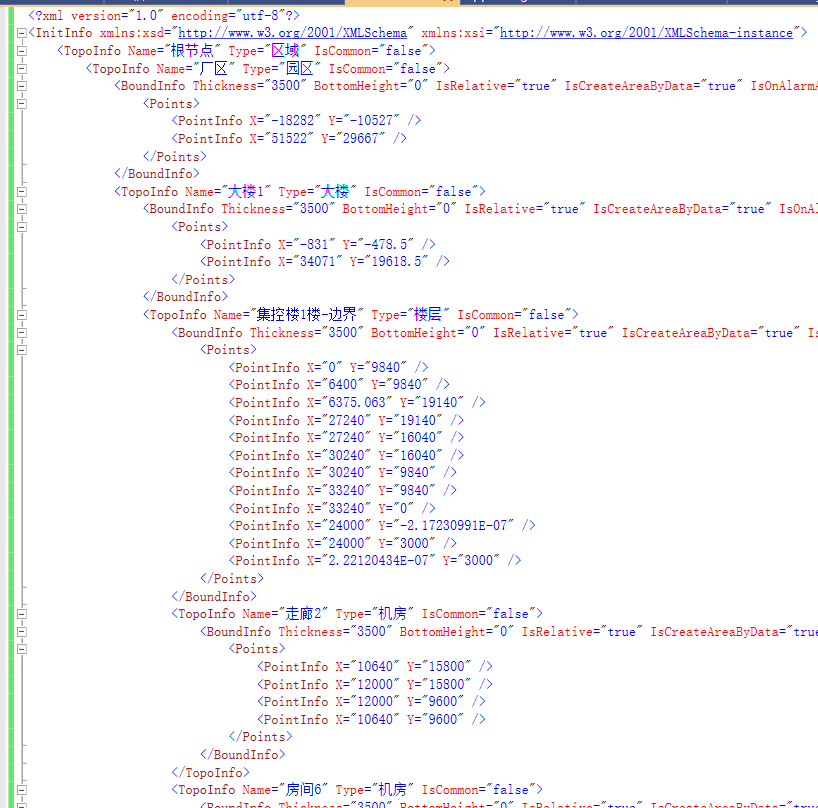 <?xml version="1.0" encoding="utf-8"?>
<InitInfo xmlns:xsd="http://www.w3.org/2001/XMLSchema" xmlns:xsi="http://www.w3.org/2001/XMLSchema-instance">
<TopoInfo Name="根节点" Type="区域" IsCommon="false">
<TopoInfo Name="厂区" Type="园区" IsCommon="false">
<BoundInfo Thickness="3500" BottomHeight="0" IsRelative="true" IsCreateAreaByData="true" IsOnAlarmA
<Points>
<PointInfo X="-18282" Y="-10527" />
<PointInfo X="51522" Y="29667" />
</Points>
</BoundInfo>
<TopoInfo Name="大楼1" Type="大楼" IsCommon="false">
<BoundInfo Thickness="3500" BottomHeight="0" IsRelative="true" IsCreateAreaByData="true" IsOnAl
<Points>
<PointInfo X="-831" Y="-478.5" />
<PointInfo X="34071" Y="19618.5" />
</Points>
</BoundInfo>
<TopoInfo Name="集控楼1楼-边界" Type="楼层" IsCommon="false">
<BoundInfo Thickness="3500" BottomHeight="0" IsRelative="true" IsCreateAreaByData="true" Is
<Points>
<PointInfo X="0" Y="9840" />
<PointInfo X="6400" Y="9840" />
<PointInfo X="6375.063" Y="19140" />
<PointInfo X="27240" Y="19140" />
<PointInfo X="27240" Y="16040" />
<PointInfo X="30240" Y="16040" />
<PointInfo X="30240" Y="9840" />
<PointInfo X="33240" Y="9840" />
<PointInfo X="33240" Y="0" />
<PointInfo X="24000" Y="-2.17230991E-07" />
<PointInfo X="24000" Y="3000" />
<PointInfo X="2.22120434E-07" Y="3000" />
</Points>
</BoundInfo>
<TopoInfo Name="走廊2" Type="机房" IsCommon="false">
<BoundInfo Thickness="3500" BottomHeight="0" IsRelative="true" IsCreateAreaByData="true
<Points>
<PointInfo X="10640" Y="15800" />
<PointInfo X="12000" Y="15800" />
<PointInfo X="12000" Y="9600" />
<PointInfo X="10640" Y="9600" />
</Points>
</BoundInfo>
</TopoInfo>
<TopoInfo Name="房间6" Type="机房" IsCommon="false">